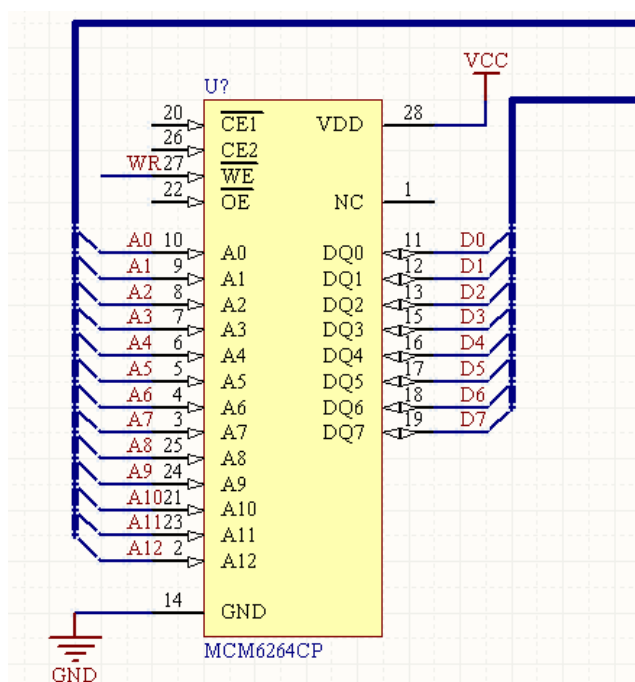 VCC
U?
20 CE1 VDD 28
26 CE2
WR 27 WE
22 OE NC 1
A0 10 A0 DQ0 11 D0
A1 9 A1 DQ1 12 D1
A2 8 A2 DQ2 13 D2
A3 7 A3 DQ3 15 D3
A4 6 A4 DQ4 16 D4
A5 5 A5 DQ5 17 D5
A6 4 A6 DQ6 18 D6
A7 3 A7 DQ7 19 D7
A8 25 A8
A9 24 A9
A10 21 A10
A11 23 A11
A12 2 A12
14 GND
MCM6264CP
GND